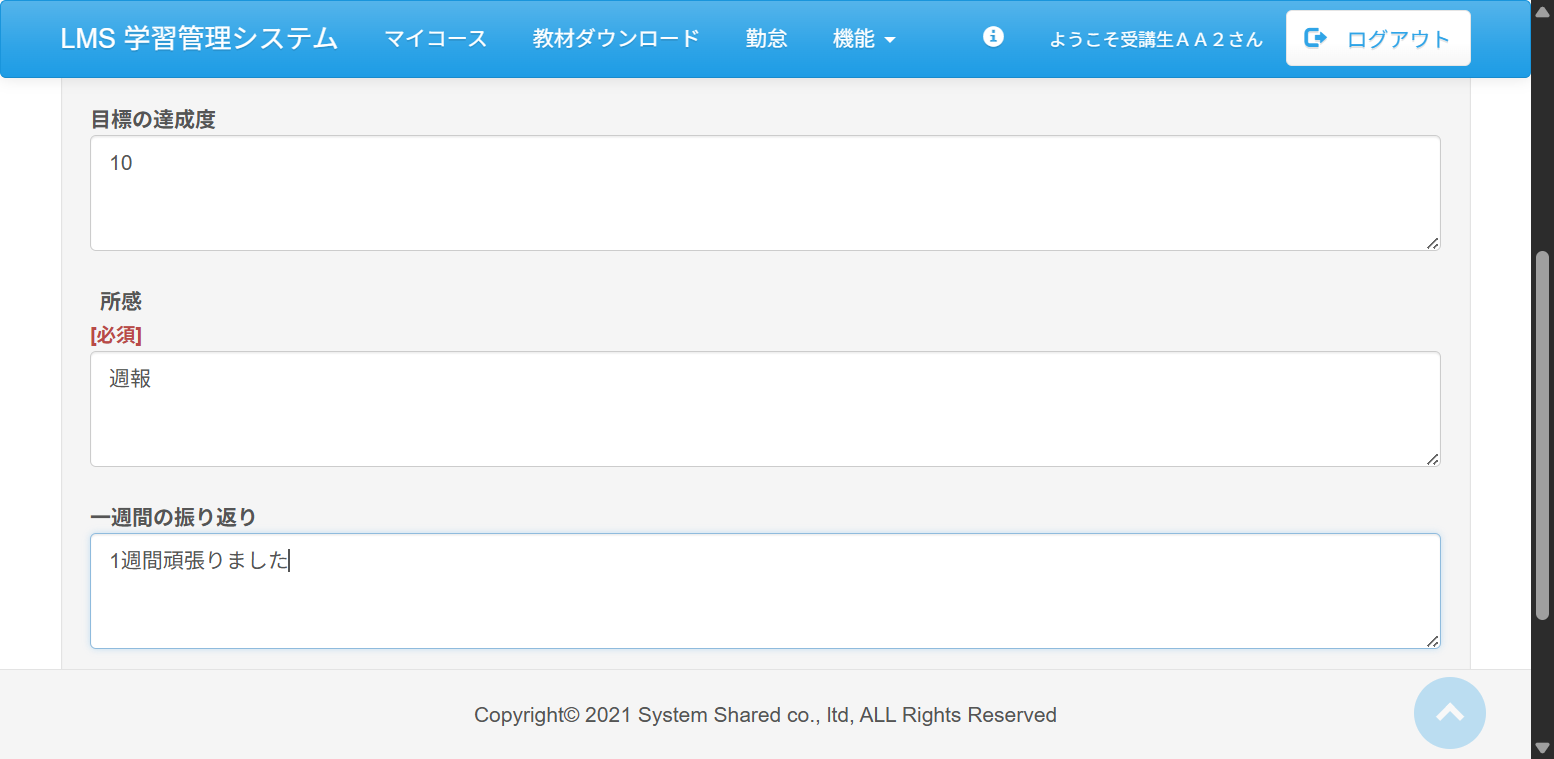 LMS 学習管理システム マイコース 教材ダウンロード 勤怠 機能 ようこそ受講生ＡＡ２さん ログアウト
目標の達成度
10
所感
[必須]
週報
一週間の振り返り
1週間頑張りました
Copyright© 2021 System Shared co., ltd, ALL Rights Reserved